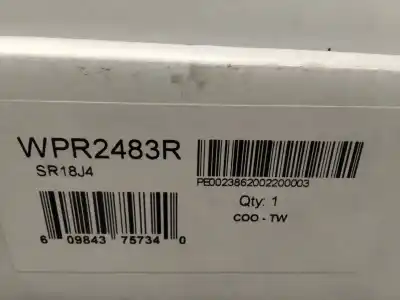 WPR2483R
SR18J4
PE0023862002200003
Qty: 1
COO - TW
6 09843 75734 0